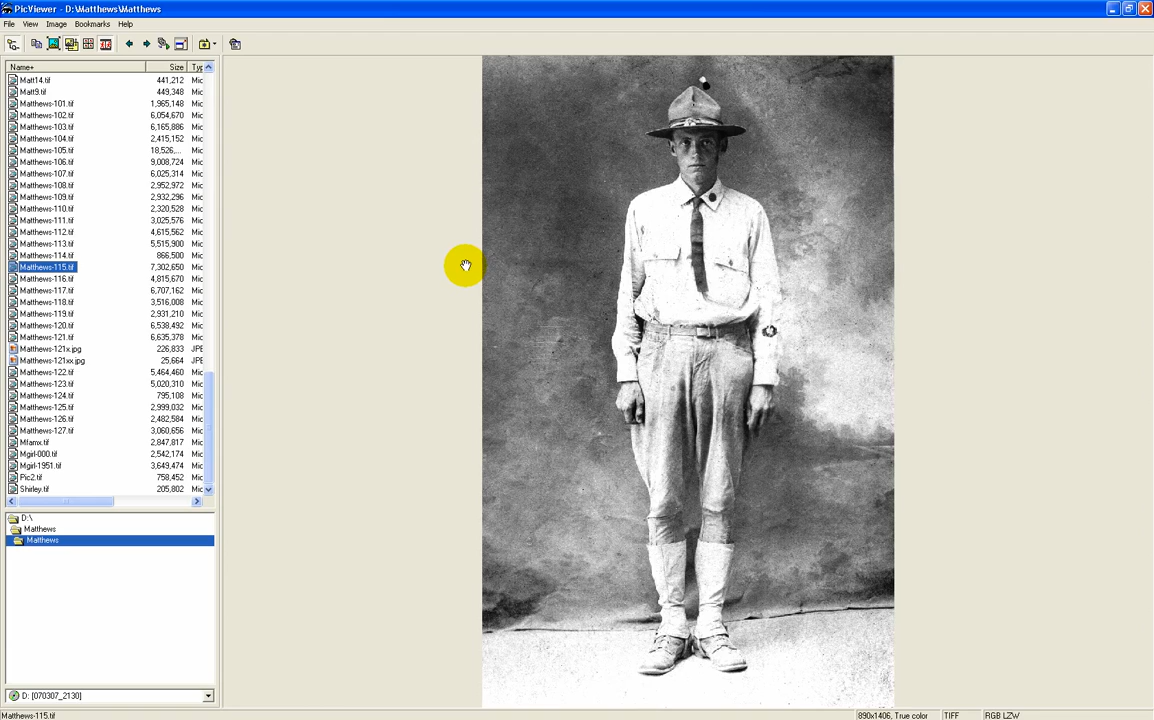 PicViewer - D:\Matthews\Matthews
File View Image Bookmarks Help
Name+ Size Typ
Matt14.tif 441,212 Mic
Matt9.tif 449,348 Mic
Matthews-101.tif 1,965,148 Mic
Matthews-102.tif 6,054,670 Mic
Matthews-103.tif 6,165,886 Mic
Matthews-104.tif 2,415,152 Mic
Matthews-105.tif 18,526,... Mic
Matthews-106.tif 9,008,724 Mic
Matthews-107.tif 6,025,314 Mic
Matthews-108.tif 2,952,972 Mic
Matthews-109.tif 2,932,296 Mic
Matthews-110.tif 2,320,528 Mic
Matthews-111.tif 3,025,576 Mic
Matthews-112.tif 4,615,562 Mic
Matthews-113.tif 5,515,900 Mic
Matthews-114.tif 866,500 Mic
Matthews-115.tif 7,302,650 Mic
Matthews-116.tif 4,815,670 Mic
Matthews-117.tif 6,707,162 Mic
Matthews-118.tif 3,516,008 Mic
Matthews-119.tif 2,931,210 Mic
Matthews-120.tif 6,538,492 Mic
Matthews-121.tif 6,635,378 Mic
Matthews-121x.jpg 226,833 JPE
Matthews-121xx.jpg 25,664 JPE
Matthews-122.tif 5,464,460 Mic
Matthews-123.tif 5,020,310 Mic
Matthews-124.tif 795,108 Mic
Matthews-125.tif 2,999,032 Mic
Matthews-126.tif 2,482,584 Mic
Matthews-127.tif 3,060,656 Mic
Mfamx.tif 2,847,817 Mic
Mgirl-000.tif 2,542,174 Mic
Mgirl-1951.tif 3,649,474 Mic
Pic2.tif 758,452 Mic
Shirley.tif 205,802 Mic
D:\
Matthews
Matthews
D: [070307_2130]
Matthews-115.tif 890x1406, True color TIFF RGB LZW